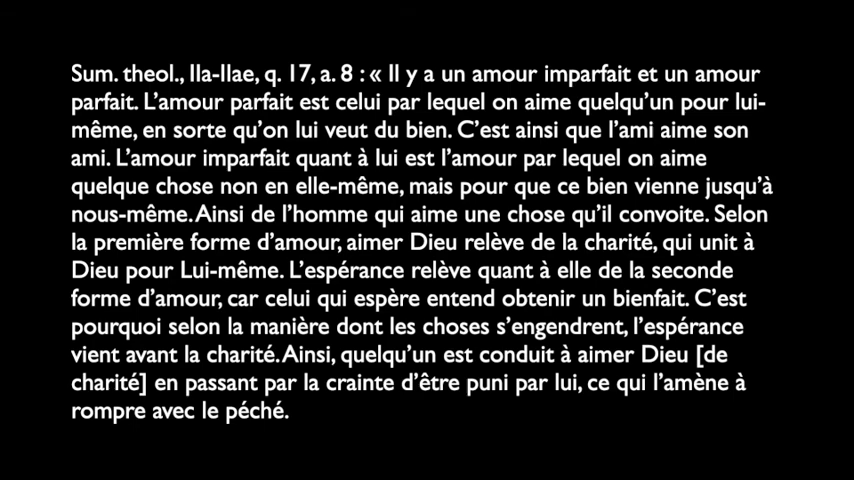 Sum. theol., IIa-IIae, q. 17, a. 8 : « Il y a un amour imparfait et un amour
parfait. L’amour parfait est celui par lequel on aime quelqu’un pour lui-
même, en sorte qu’on lui veut du bien. C’est ainsi que l’ami aime son
ami. L’amour imparfait quant à lui est l’amour par lequel on aime
quelque chose non en elle-même, mais pour que ce bien vienne jusqu’à
nous-même. Ainsi de l’homme qui aime une chose qu’il convoite. Selon
la première forme d’amour, aimer Dieu relève de la charité, qui unit à
Dieu pour Lui-même. L’espérance relève quant à elle de la seconde
forme d’amour, car celui qui espère entend obtenir un bienfait. C’est
pourquoi selon la manière dont les choses s’engendrent, l’espérance
vient avant la charité. Ainsi, quelqu’un est conduit à aimer Dieu [de
charité] en passant par la crainte d’être puni par lui, ce qui l’amène à
rompre avec le péché.